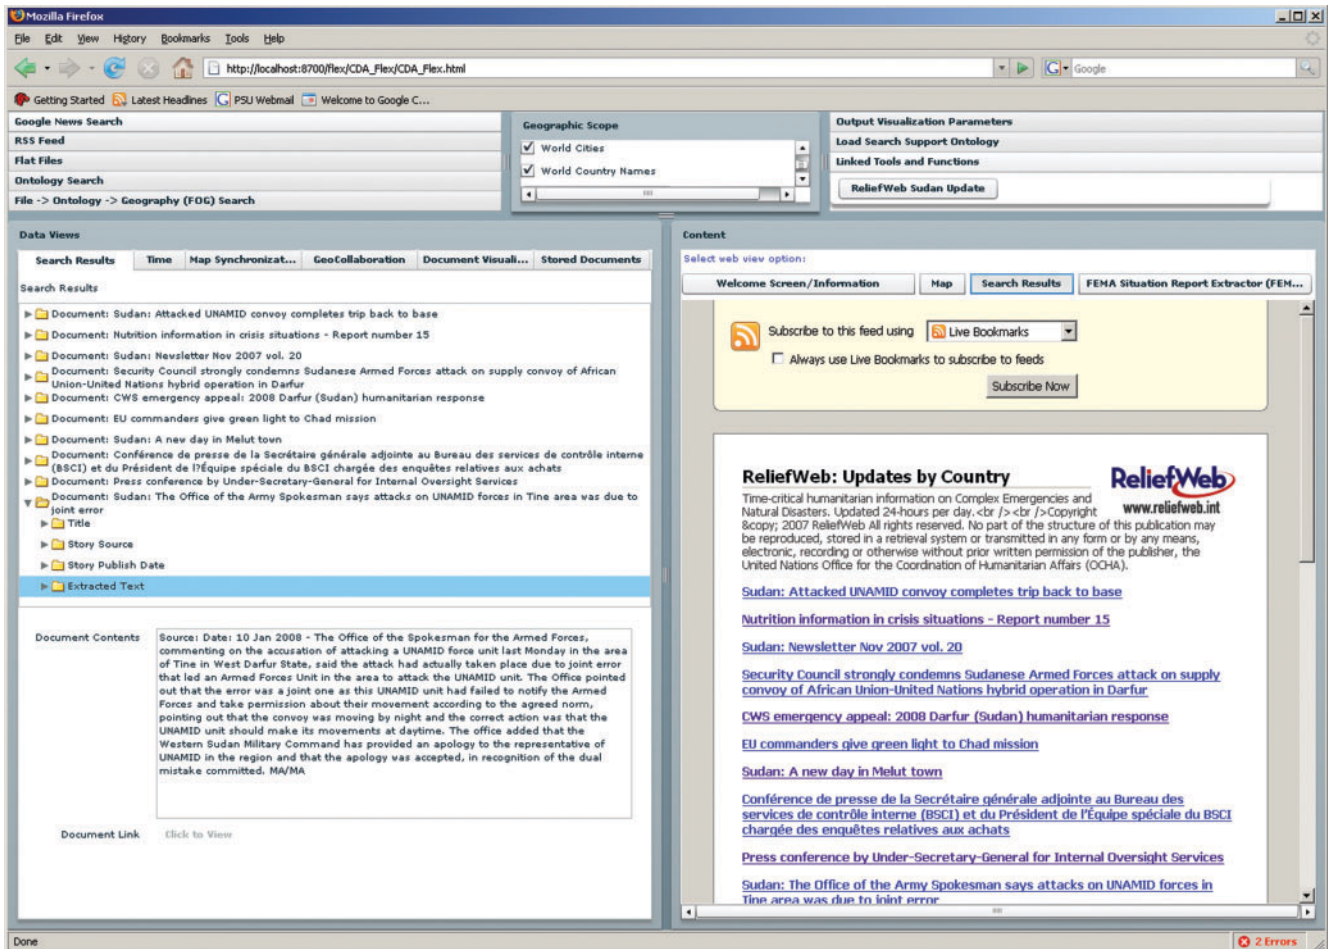 Mozilla Firefox
File Edit View History Bookmarks Tools Help
http://localhost:8700/flex/CDA_Flex/CDA_Flex.html
G Google
Getting Started Latest Headlines PSU Webmail Welcome to Google C...
Google News Search
RSS Feed
Flat Files
Ontology Search
File -> Ontology -> Geography (FOG) Search
Geographic Scope
World Cities
World Country Names
Output Visualization Parameters
Load Search Support Ontology
Linked Tools and Functions
ReliefWeb Sudan Update
Data Views
Search Results Time Map Synchronizat... GeoCollaboration Document Visuali... Stored Documents
Search Results
Document: Sudan: Attacked UNAMID convoy completes trip back to base
Document: Nutrition information in crisis situations - Report number 15
Document: Sudan: Newsletter Nov 2007 vol. 20
Document: Security Council strongly condemns Sudanese Armed Forces attack on supply convoy of African
Union-United Nations hybrid operation in Darfur
Document: CWS emergency appeal: 2008 Darfur (Sudan) humanitarian response
Document: EU commanders give green light to Chad mission
Document: Sudan: A new day in Melut town
Document: Conférence de presse de la Secrétaire générale adjointe au Bureau des services de contrôle interne
(BSCI) et du Président de l?Équipe spéciale du BSCI chargée des enquêtes relatives aux achats
Document: Press conference by Under-Secretary-General for Internal Oversight Services
Document: Sudan: The Office of the Army Spokesman says attacks on UNAMID forces in Tine area was due to
joint error
Title
Story Source
Story Publish Date
Extracted Text
Document Contents
Source: Date: 10 Jan 2008 - The Office of the Spokesman for the Armed Forces,
commenting on the accusation of attacking a UNAMID force unit last Monday in the area
of Tine in West Darfur State, said the attack had actually taken place due to joint error
that led an Armed Forces Unit in the area to attack the UNAMID unit. The Office pointed
out that the error was a joint one as this UNAMID unit had failed to notify the Armed
Forces and take permission about their movement according to the agreed norm,
pointing out that the convoy was moving by night and the correct action was that the
UNAMID unit should make its movements at daytime. The office added that the
Western Sudan Military Command has provided an apology to the representative of
UNAMID in the region and that the apology was accepted, in recognition of the dual
mistake committed. MA/MA
Document Link Click to View
Content
Select web view option:
Welcome Screen/Information Map Search Results FEMA Situation Report Extractor (FEM...
Subscribe to this feed using Live Bookmarks
Always use Live Bookmarks to subscribe to feeds
Subscribe Now
ReliefWeb: Updates by Country
ReliefWeb
www.reliefweb.int
Time-critical humanitarian information on Complex Emergencies and
Natural Disasters. Updated 24-hours per day.<br /><br />Copyright
&copy; 2007 ReliefWeb All rights reserved. No part of the structure of this publication may
be reproduced, stored in a retrieval system or transmitted in any form or by any means,
electronic, recording or otherwise without prior written permission of the publisher, the
United Nations Office for the Coordination of Humanitarian Affairs (OCHA).
Sudan: Attacked UNAMID convoy completes trip back to base
Nutrition information in crisis situations - Report number 15
Sudan: Newsletter Nov 2007 vol. 20
Security Council strongly condemns Sudanese Armed Forces attack on supply
convoy of African Union-United Nations hybrid operation in Darfur
CWS emergency appeal: 2008 Darfur (Sudan) humanitarian response
EU commanders give green light to Chad mission
Sudan: A new day in Melut town
Conférence de presse de la Secrétaire générale adjointe au Bureau des
services de contrôle interne (BSCI) et du Président de l'Équipe spéciale du BSCI
chargée des enquêtes relatives aux achats
Press conference by Under-Secretary-General for Internal Oversight Services
Sudan: The Office of the Army Spokesman says attacks on UNAMID forces in
Tine area was due to joint error
Done
2 Errors